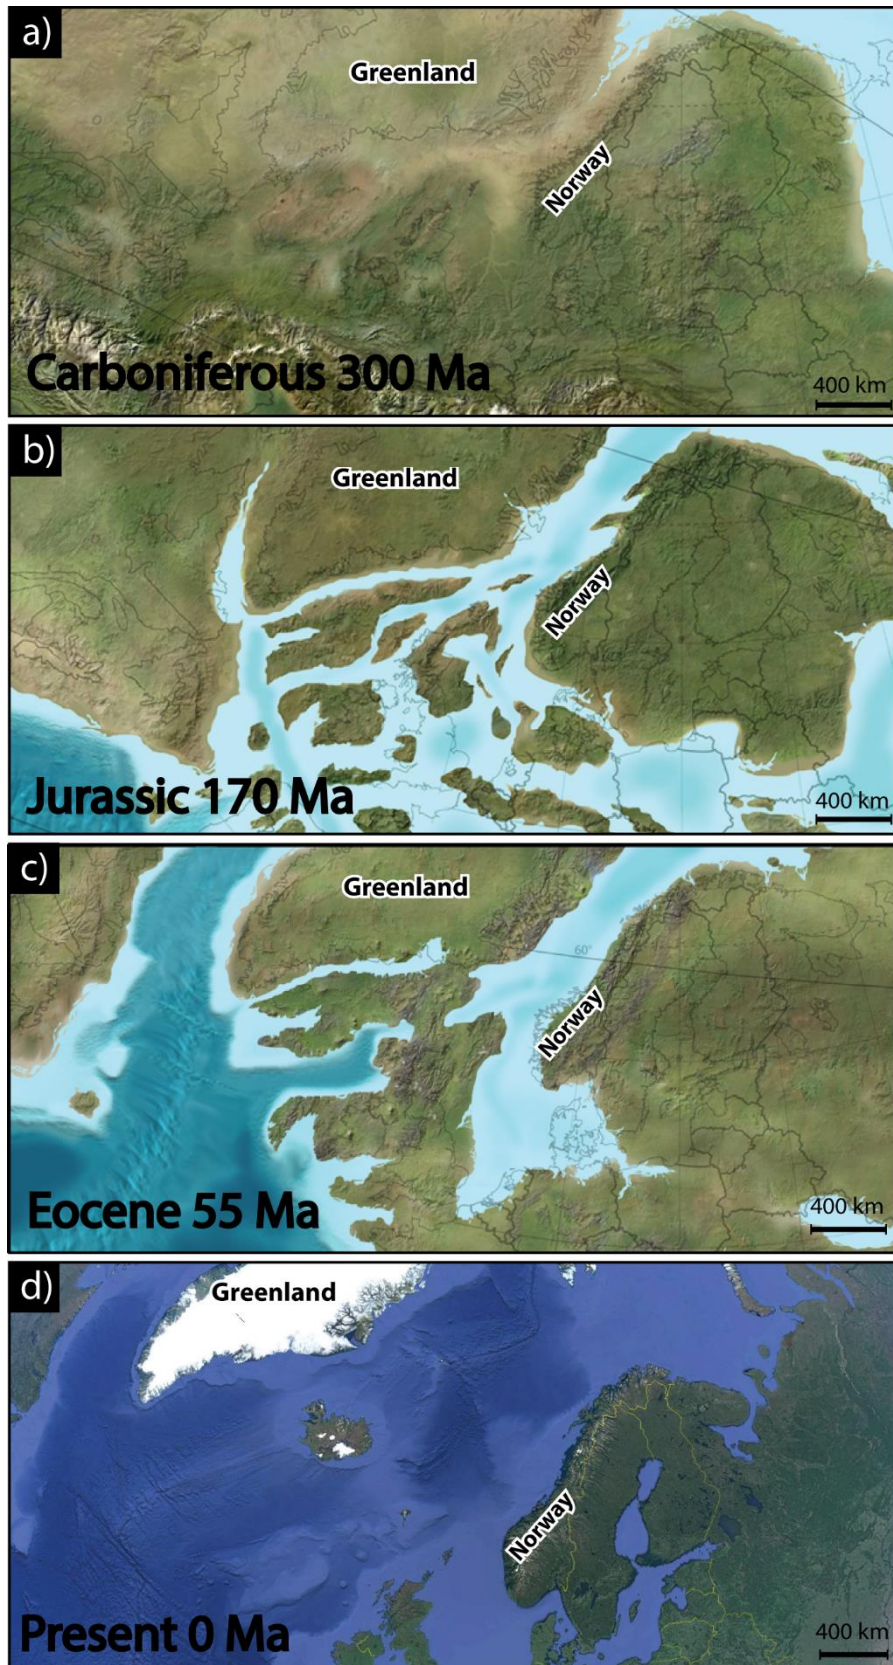 a)
Greenland
Norway
Carboniferous 300 Ma
400 km
b)
Greenland
Norway
Jurassic 170 Ma
400 km
c)
Greenland
60°
Norway
400 km
Eocene 55 Ma
d)
Greenland
Norway
Present 0 Ma
400 km